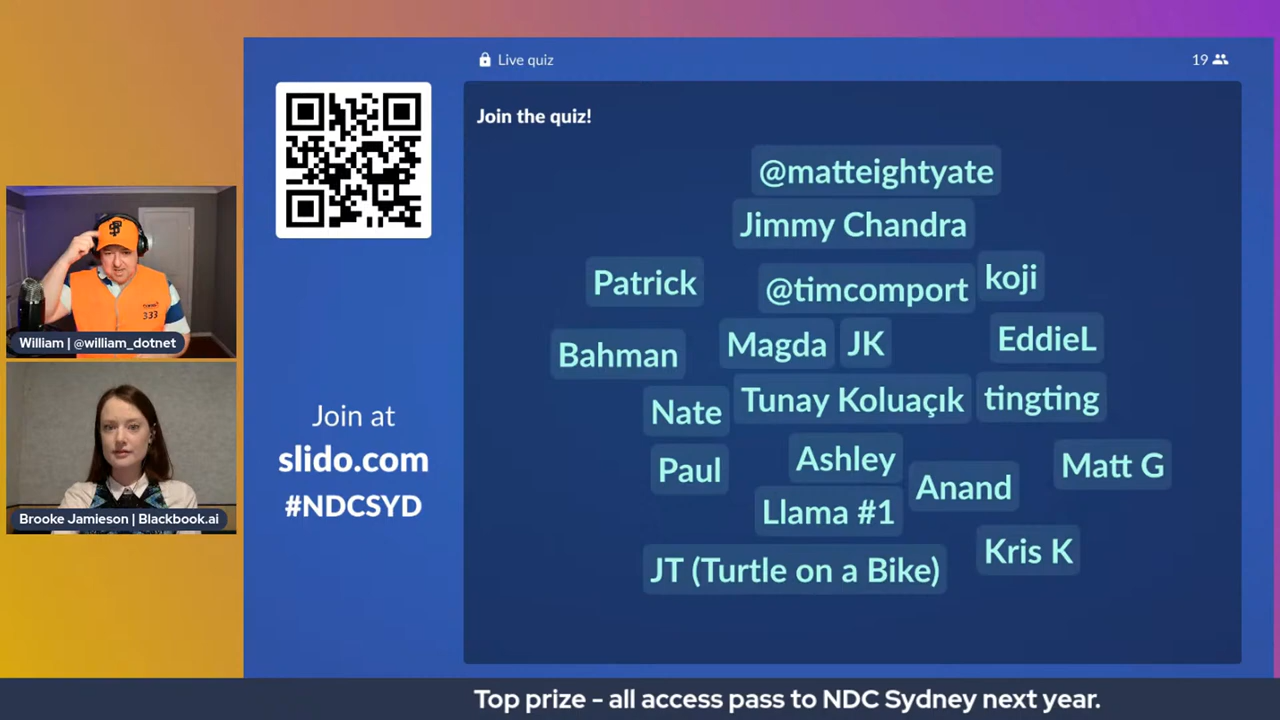 Live quiz
19
Join the quiz!
@matteightyate
Jimmy Chandra
Patrick
@timcomport
koji
Bahman
Magda
JK
EddieL
Nate
Tunay Koluaçık
tingting
Paul
Ashley
Anand
Matt G
Llama #1
JT (Turtle on a Bike)
Kris K
Join at
slido.com
#NDCSYD
SF
333
William | @william_dotnet
Brooke Jamieson | Blackbook.ai
Top prize - all access pass to NDC Sydney next year.